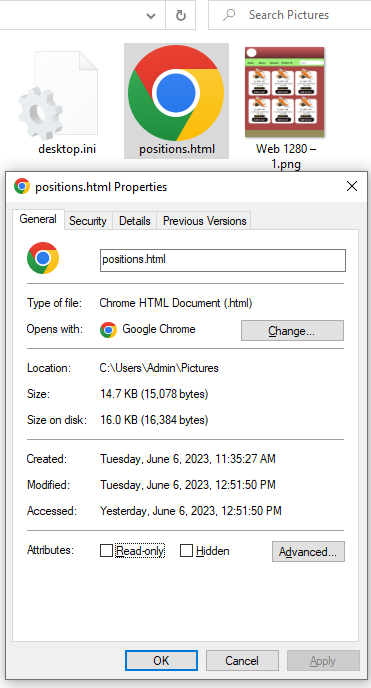 Search Pictures
desktop.ini
positions.html
Web 1280 –
1.png
positions.html Properties
General
Security
Details
Previous Versions
positions.html
Type of file: Chrome HTML Document (.html)
Opens with: Google Chrome
Change...
Location: C:\Users\Admin\Pictures
Size: 14.7 KB (15,078 bytes)
Size on disk: 16.0 KB (16,384 bytes)
Created: Tuesday, June 6, 2023, 11:35:27 AM
Modified: Tuesday, June 6, 2023, 12:51:50 PM
Accessed: Yesterday, June 6, 2023, 12:51:50 PM
Attributes: Read-only Hidden Advanced...
OK Cancel Apply